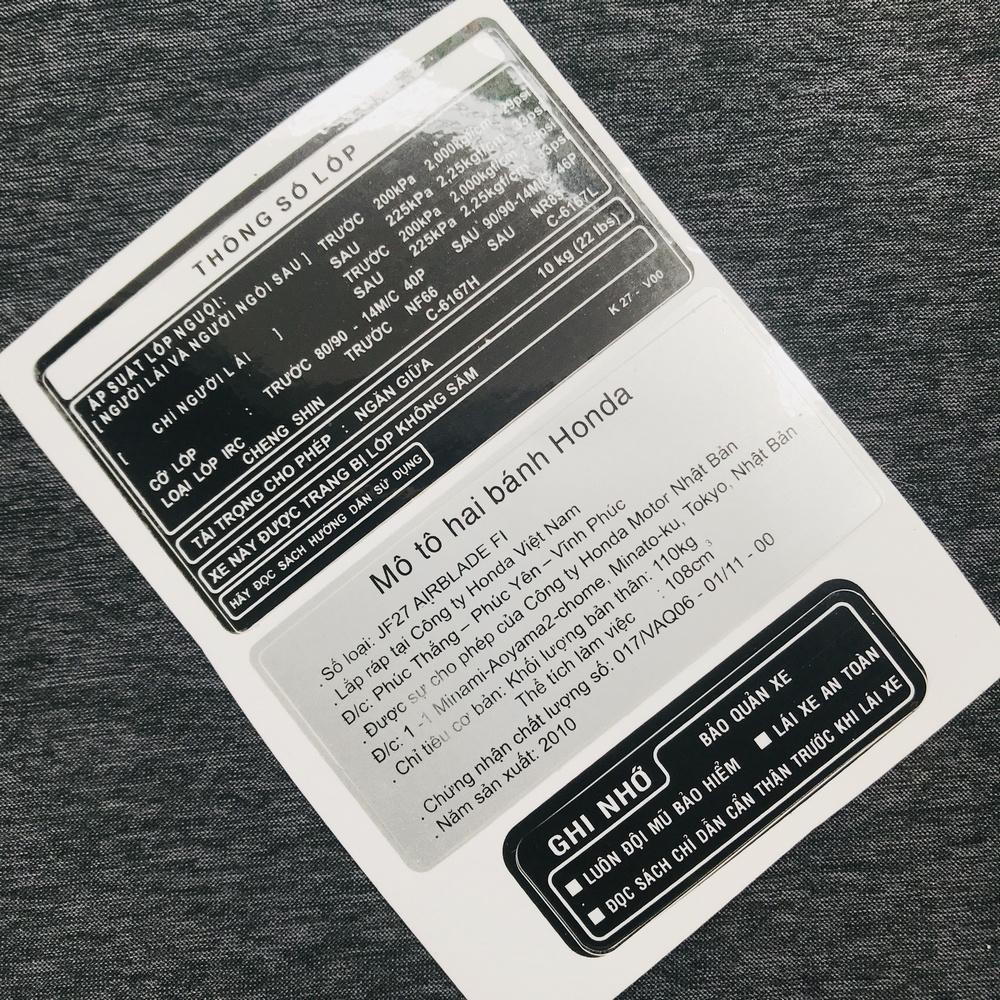 THÔNG SỐ LỐP
ÁP SUẤT LỐP NGUỘI:
[ NGƯỜI LÁI VÀ NGƯỜI NGỒI SAU ] TRƯỚC 200kPa 2,000kgf/cm 29psi
SAU 225kPa 2,25kgf/cm 33psi
[ CHỈ NGƯỜI LÁI ] TRƯỚC 200kPa 2,000kgf/cm
SAU 225kPa 2,25kgf/cm
CỠ LỐP : TRƯỚC 80/90 - 14M/C 40P SAU 90/90-14M/C 46P
LOẠI LỐP IRC TRƯỚC NF66 SAU
CHENG SHIN C-6167H C-6167L
TẢI TRỌNG CHO PHÉP : NGĂN GIỮA 10 kg (22 lbs)
XE NÀY ĐƯỢC TRANG BỊ LỐP KHÔNG SĂM
HÃY ĐỌC SÁCH HƯỚNG DẪN SỬ DỤNG K 27 - V00
Mô tô hai bánh Honda
. Số loại: JF27 AIRBLADE FI
. Lắp ráp tại Công ty Honda Việt Nam
Đ/c: Phúc Thắng – Phúc Yên – Vĩnh Phúc
. Được sự cho phép của Công ty Honda Motor Nhật Bản
Đ/c: 1 -1 Minami-Aoyama2-chome, Minato-ku, Tokyo, Nhật Bản
. Chỉ tiêu cơ bản: Khối lượng bản thân: 110kg
Thể tích làm việc : 108cm3
. Chứng nhận chất lượng số: 017/VAQ06 - 01/11 - 00
. Năm sản xuất: 2010
GHI NHỚ BẢO QUẢN XE
■ LUÔN ĐỘI MŨ BẢO HIỂM ■ LÁI XE AN TOÀN
■ ĐỌC SÁCH CHỈ DẪN CẨN THẬN TRƯỚC KHI LÁI XE